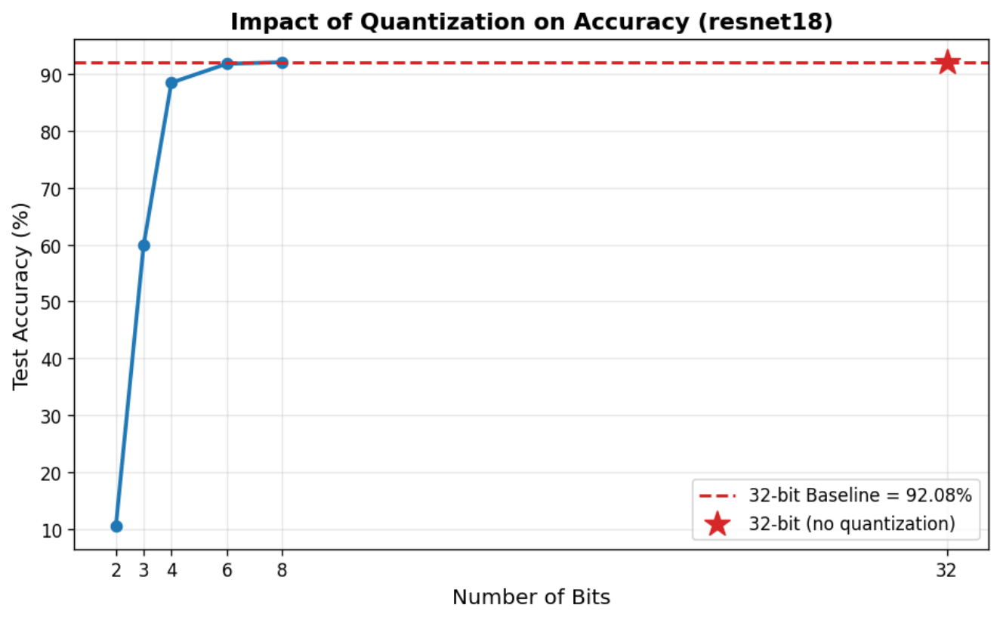 Impact of Quantization on Accuracy (resnet18)
Test Accuracy (%)
90
80
70
60
50
40
30
20
10
2 3 4 6 8 32
Number of Bits
32-bit Baseline = 92.08%
32-bit (no quantization)